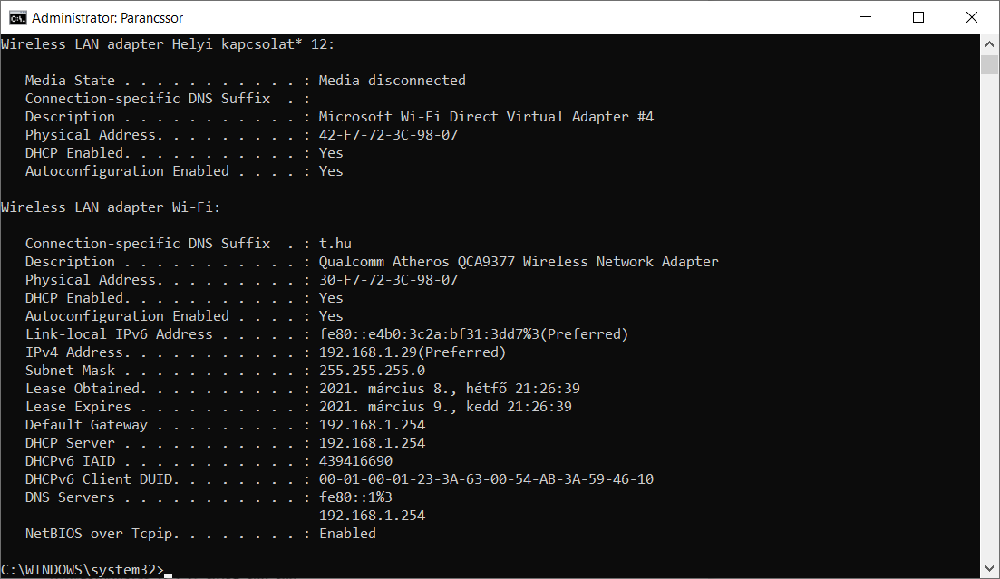 Administrator: Parancssor
Wireless LAN adapter Helyi kapcsolat* 12:
Media State . . . . . . . . . . . : Media disconnected
Connection-specific DNS Suffix  . :
Description . . . . . . . . . . . : Microsoft Wi-Fi Direct Virtual Adapter #4
Physical Address. . . . . . . . . : 42-F7-72-3C-98-07
DHCP Enabled. . . . . . . . . . . : Yes
Autoconfiguration Enabled . . . . : Yes
Wireless LAN adapter Wi-Fi:
Connection-specific DNS Suffix  . : t.hu
Description . . . . . . . . . . . : Qualcomm Atheros QCA9377 Wireless Network Adapter
Physical Address. . . . . . . . . : 30-F7-72-3C-98-07
DHCP Enabled. . . . . . . . . . . : Yes
Autoconfiguration Enabled . . . . : Yes
Link-local IPv6 Address . . . . . : fe80::e4b0:3c2a:bf31:3dd7%3(Preferred)
IPv4 Address. . . . . . . . . . . : 192.168.1.29(Preferred)
Subnet Mask . . . . . . . . . . . : 255.255.255.0
Lease Obtained. . . . . . . . . . : 2021. március 8., hétfő 21:26:39
Lease Expires . . . . . . . . . . : 2021. március 9., kedd 21:26:39
Default Gateway . . . . . . . . . : 192.168.1.254
DHCP Server . . . . . . . . . . . : 192.168.1.254
DHCPv6 IAID . . . . . . . . . . . : 439416690
DHCPv6 Client DUID. . . . . . . . : 00-01-00-01-23-3A-63-00-54-AB-3A-59-46-10
DNS Servers . . . . . . . . . . . : fe80::1%3
192.168.1.254
NetBIOS over Tcpip. . . . . . . . : Enabled
C:\WINDOWS\system32>